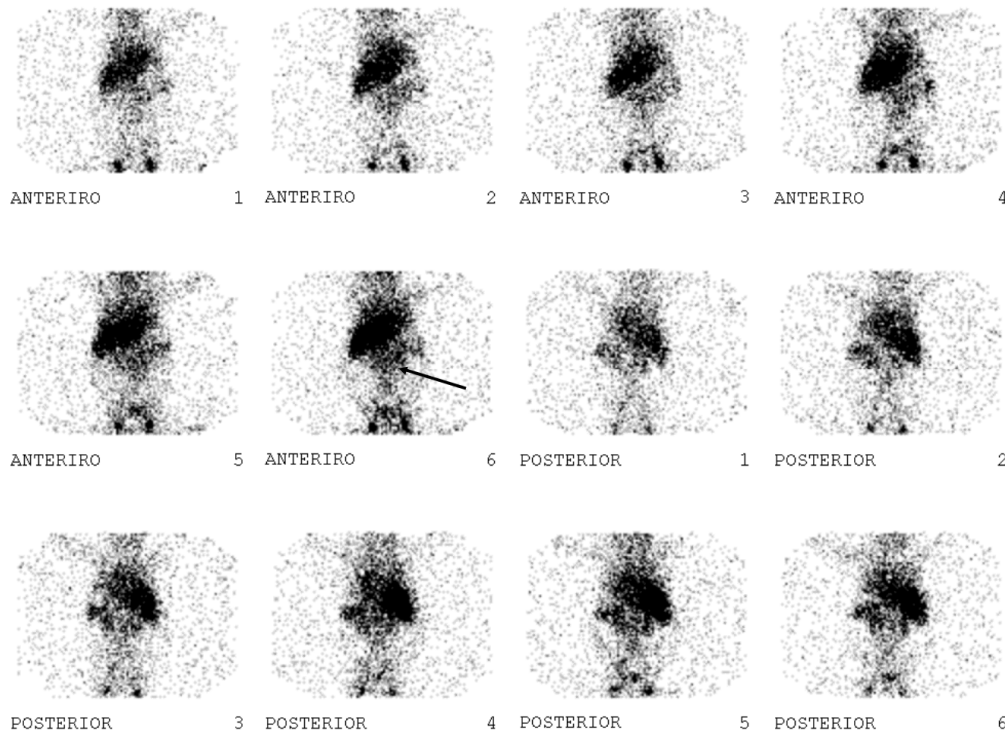 ANTERIRO 1 ANTERIRO 2 ANTERIRO 3 ANTERIRO 4
ANTERIRO 5 ANTERIRO 6 POSTERIOR 1 POSTERIOR 2
POSTERIOR 3 POSTERIOR 4 POSTERIOR 5 POSTERIOR 6